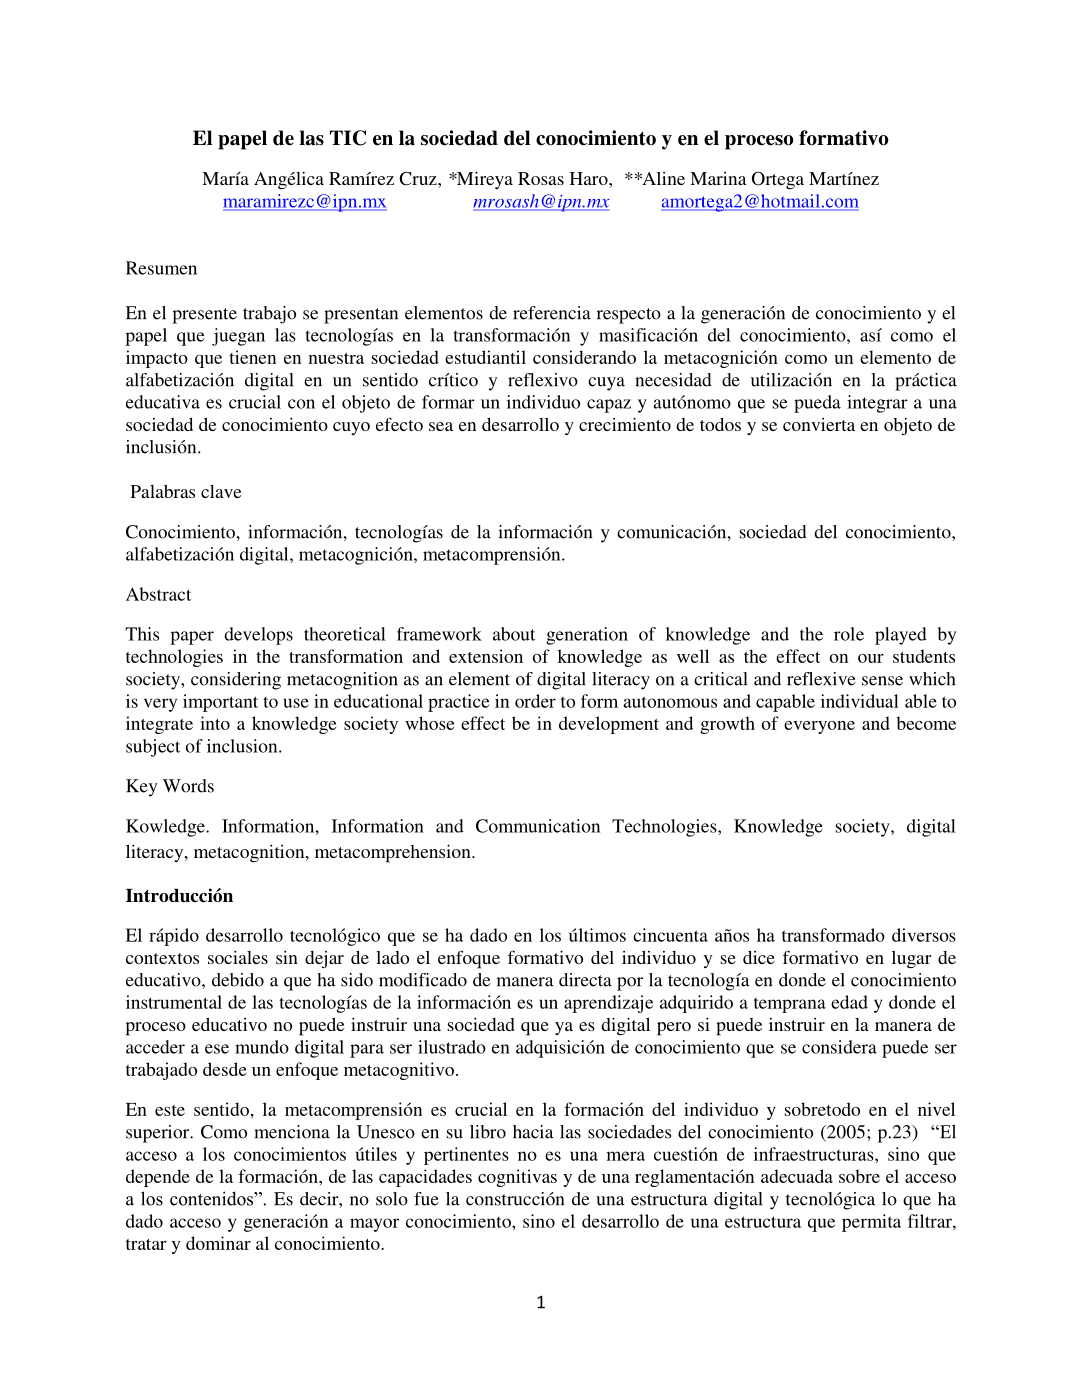 El papel de las TIC en la sociedad del conocimiento y en el proceso formativo
María Angélica Ramírez Cruz, *Mireya Rosas Haro, **Aline Marina Ortega Martínez
maramirezc@ipn.mx mrosash@ipn.mx amortega2@hotmail.com
Resumen
En el presente trabajo se presentan elementos de referencia respecto a la generación de conocimiento y el
papel que juegan las tecnologías en la transformación y masificación del conocimiento, así como el
impacto que tienen en nuestra sociedad estudiantil considerando la metacognición como un elemento de
alfabetización digital en un sentido crítico y reflexivo cuya necesidad de utilización en la práctica
educativa es crucial con el objeto de formar un individuo capaz y autónomo que se pueda integrar a una
sociedad de conocimiento cuyo efecto sea en desarrollo y crecimiento de todos y se convierta en objeto de
inclusión.
Palabras clave
Conocimiento, información, tecnologías de la información y comunicación, sociedad del conocimiento,
alfabetización digital, metacognición, metacomprensión.
Abstract
This paper develops theoretical framework about generation of knowledge and the role played by
technologies in the transformation and extension of knowledge as well as the effect on our students
society, considering metacognition as an element of digital literacy on a critical and reflexive sense which
is very important to use in educational practice in order to form autonomous and capable individual able to
integrate into a knowledge society whose effect be in development and growth of everyone and become
subject of inclusion.
Key Words
Kowledge. Information, Information and Communication Technologies, Knowledge society, digital
literacy, metacognition, metacomprehension.
Introducción
El rápido desarrollo tecnológico que se ha dado en los últimos cincuenta años ha transformado diversos
contextos sociales sin dejar de lado el enfoque formativo del individuo y se dice formativo en lugar de
educativo, debido a que ha sido modificado de manera directa por la tecnología en donde el conocimiento
instrumental de las tecnologías de la información es un aprendizaje adquirido a temprana edad y donde el
proceso educativo no puede instruir una sociedad que ya es digital pero si puede instruir en la manera de
acceder a ese mundo digital para ser ilustrado en adquisición de conocimiento que se considera puede ser
trabajado desde un enfoque metacognitivo.
En este sentido, la metacomprensión es crucial en la formación del individuo y sobretodo en el nivel
superior. Como menciona la Unesco en su libro hacia las sociedades del conocimiento (2005; p.23) “El
acceso a los conocimientos útiles y pertinentes no es una mera cuestión de infraestructuras, sino que
depende de la formación, de las capacidades cognitivas y de una reglamentación adecuada sobre el acceso
a los contenidos”. Es decir, no solo fue la construcción de una estructura digital y tecnológica lo que ha
dado acceso y generación a mayor conocimiento, sino el desarrollo de una estructura que permita filtrar,
tratar y dominar al conocimiento.
1